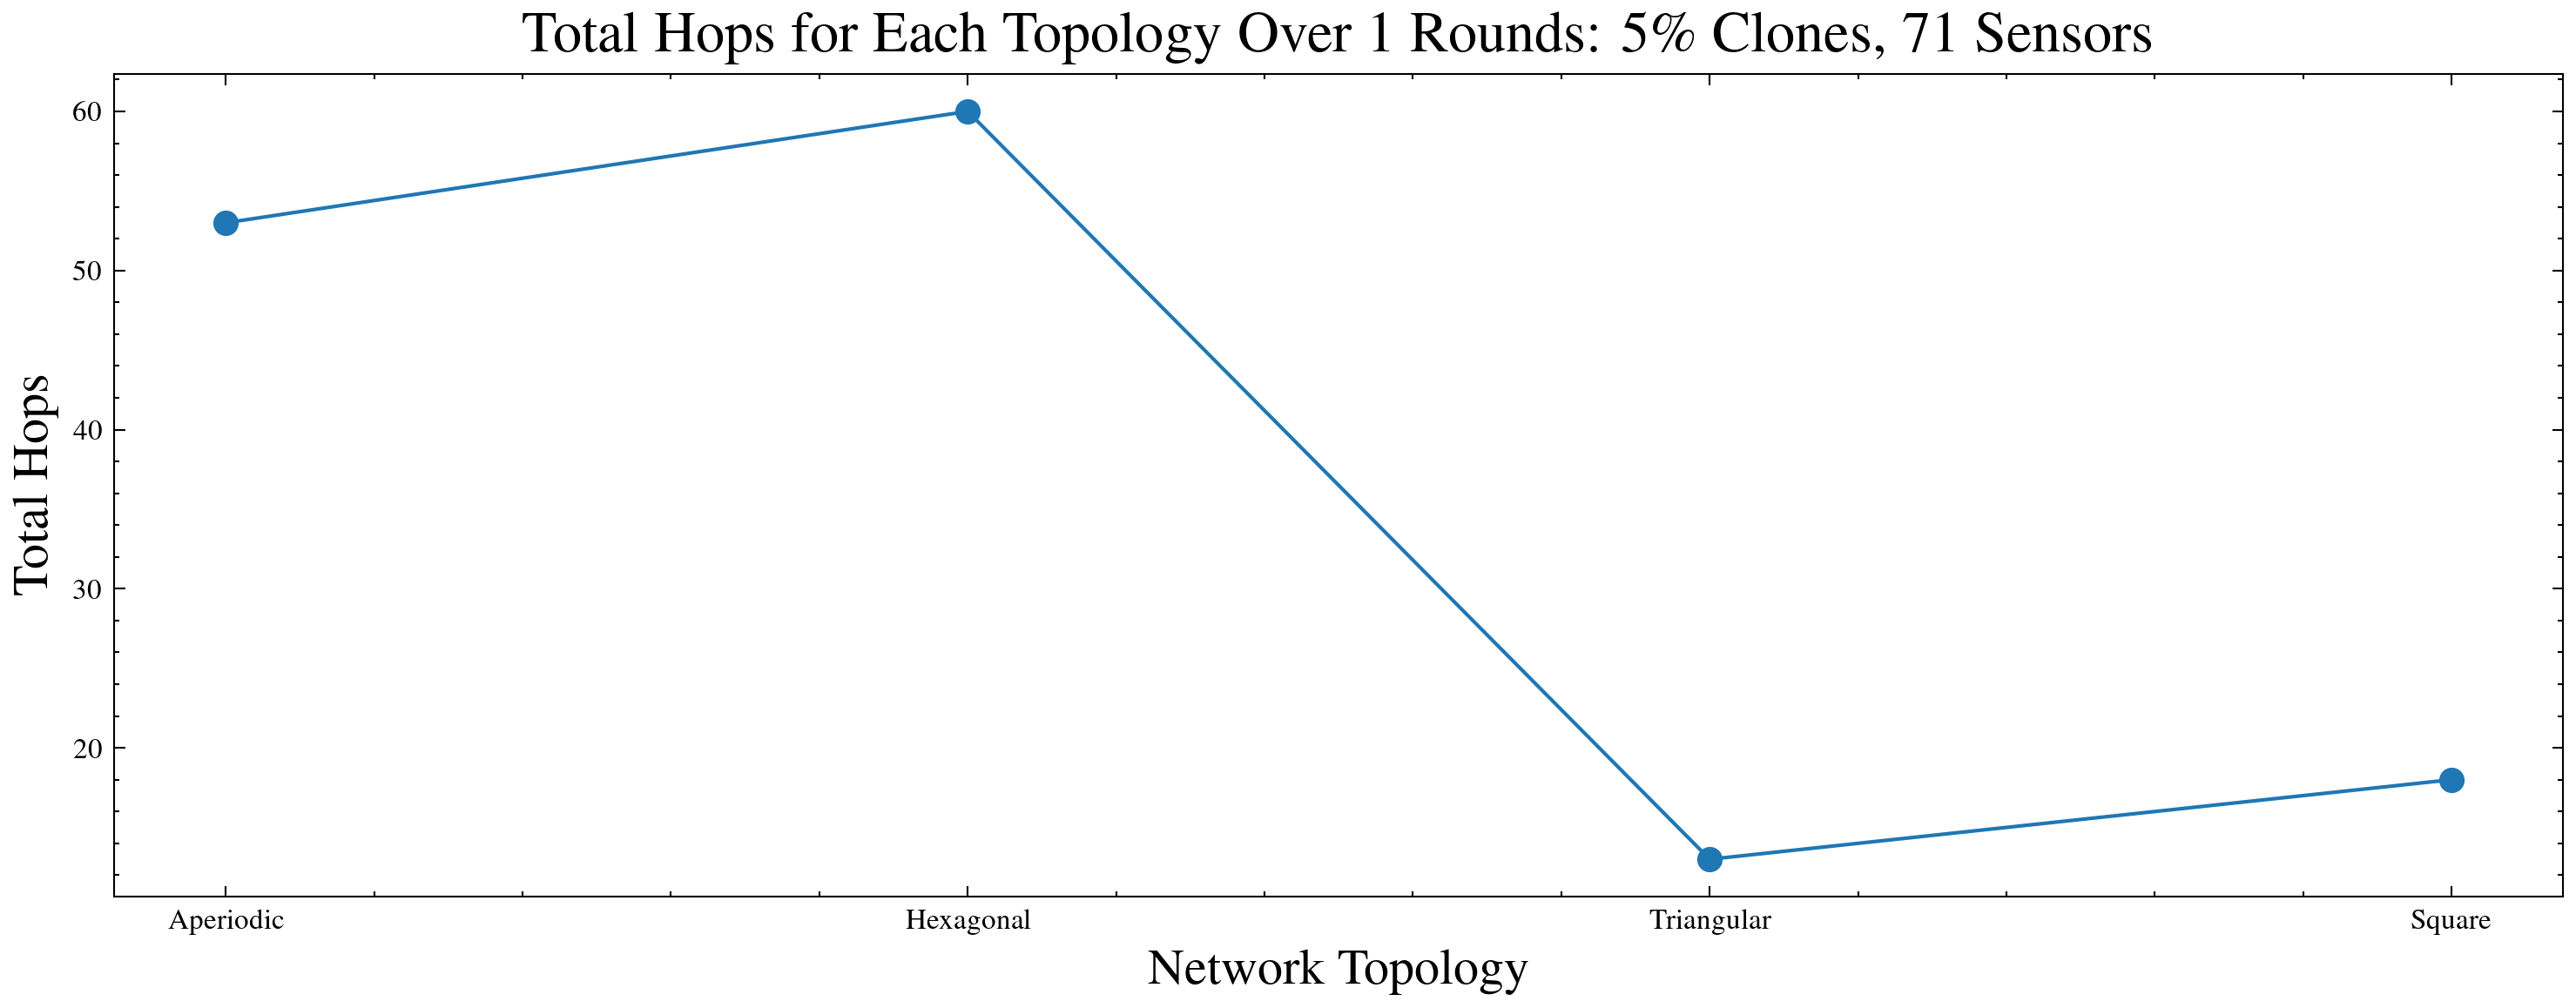 Total Hops for Each Topology Over 1 Rounds: 5% Clones, 71 Sensors
Total Hops
60
50
40
30
20
Aperiodic
Hexagonal
Triangular
Square
Network Topology